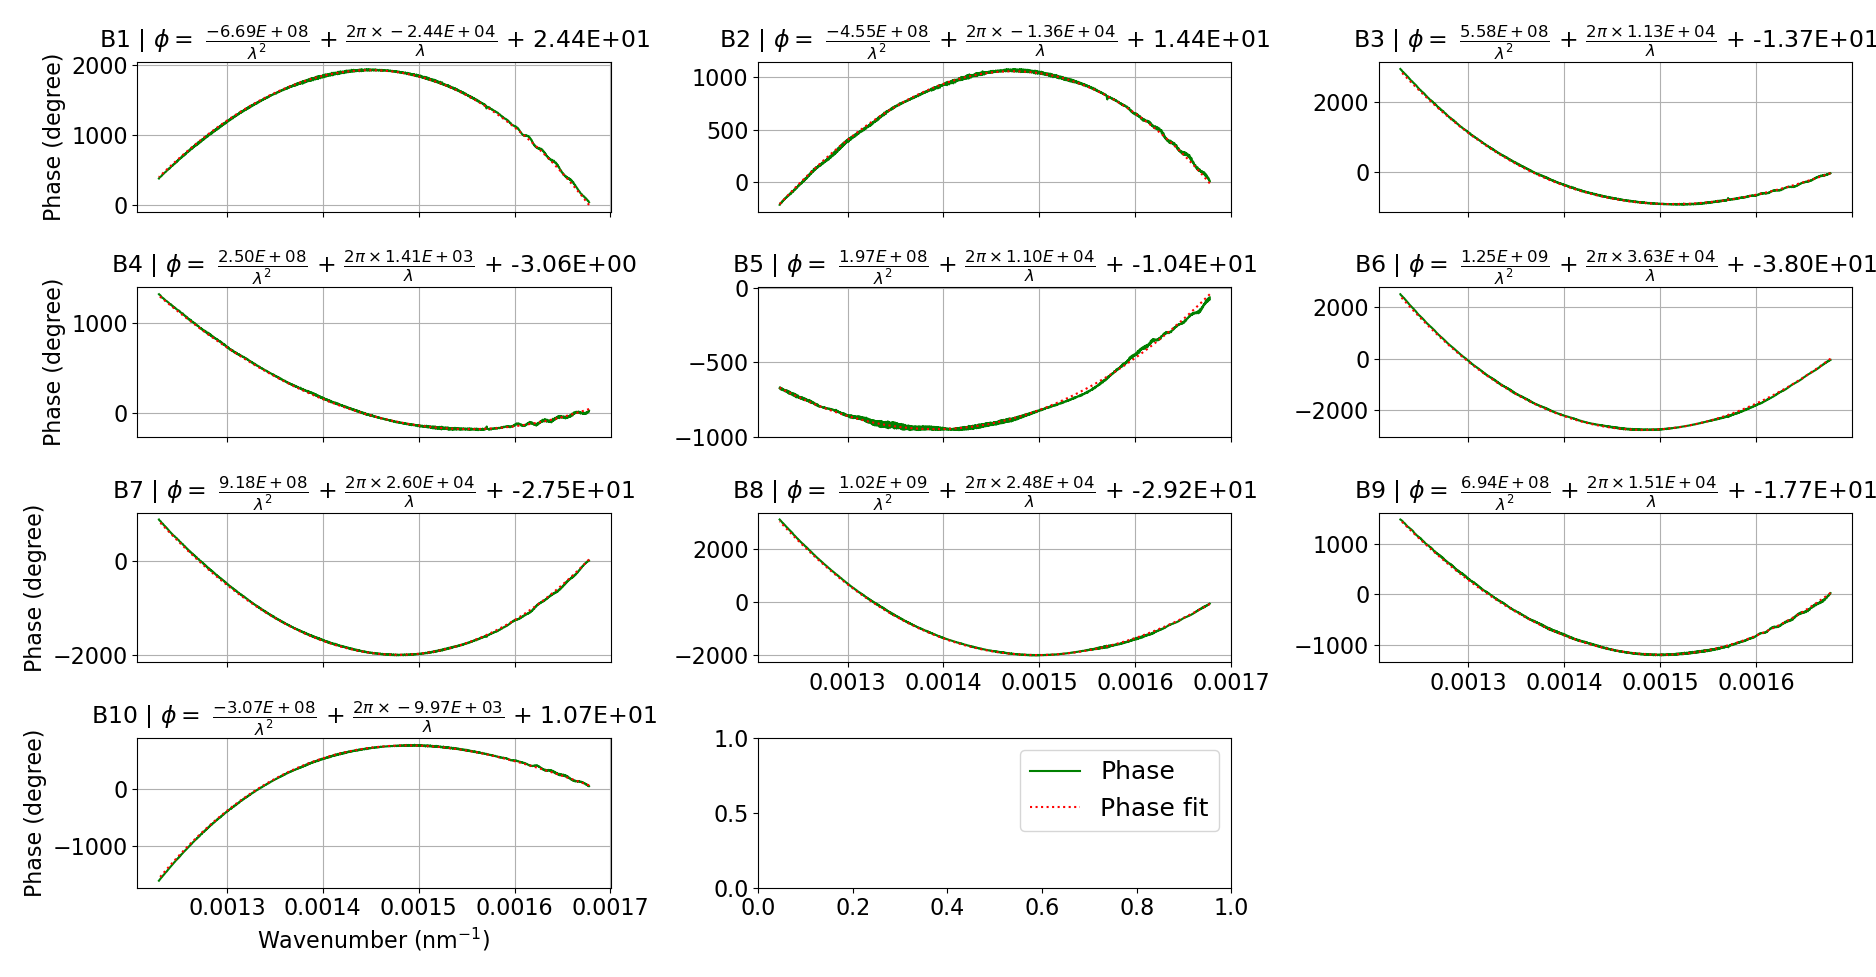 B1 | ϕ = −6.69E+08/λ² + 2π×−2.44E+04/λ + 2.44E+01
B2 | ϕ = −4.55E+08/λ² + 2π×−1.36E+04/λ + 1.44E+01
B3 | ϕ = 5.58E+08/λ² + 2π×1.13E+04/λ + -1.37E+01
Phase (degree)
2000
1000
0
1000
500
0
2000
0
B4 | ϕ = 2.50E+08/λ² + 2π×1.41E+03/λ + -3.06E+00
B5 | ϕ = 1.97E+08/λ² + 2π×1.10E+04/λ + -1.04E+01
B6 | ϕ = 1.25E+09/λ² + 2π×3.63E+04/λ + -3.80E+01
Phase (degree)
1000
0
0
−500
−1000
2000
0
−2000
B7 | ϕ = 9.18E+08/λ² + 2π×2.60E+04/λ + -2.75E+01
B8 | ϕ = 1.02E+09/λ² + 2π×2.48E+04/λ + -2.92E+01
B9 | ϕ = 6.94E+08/λ² + 2π×1.51E+04/λ + -1.77E+01
Phase (degree)
0
−2000
2000
0
−2000
0.0013 0.0014 0.0015 0.0016 0.0017
1000
0
−1000
0.0013 0.0014 0.0015 0.0016
B10 | ϕ = −3.07E+08/λ² + 2π×−9.97E+03/λ + 1.07E+01
Phase (degree)
0
−1000
0.0013 0.0014 0.0015 0.0016 0.0017
Wavenumber (nm⁻¹)
1.0
0.5
0.0
0.0 0.2 0.4 0.6 0.8 1.0
Phase
Phase fit